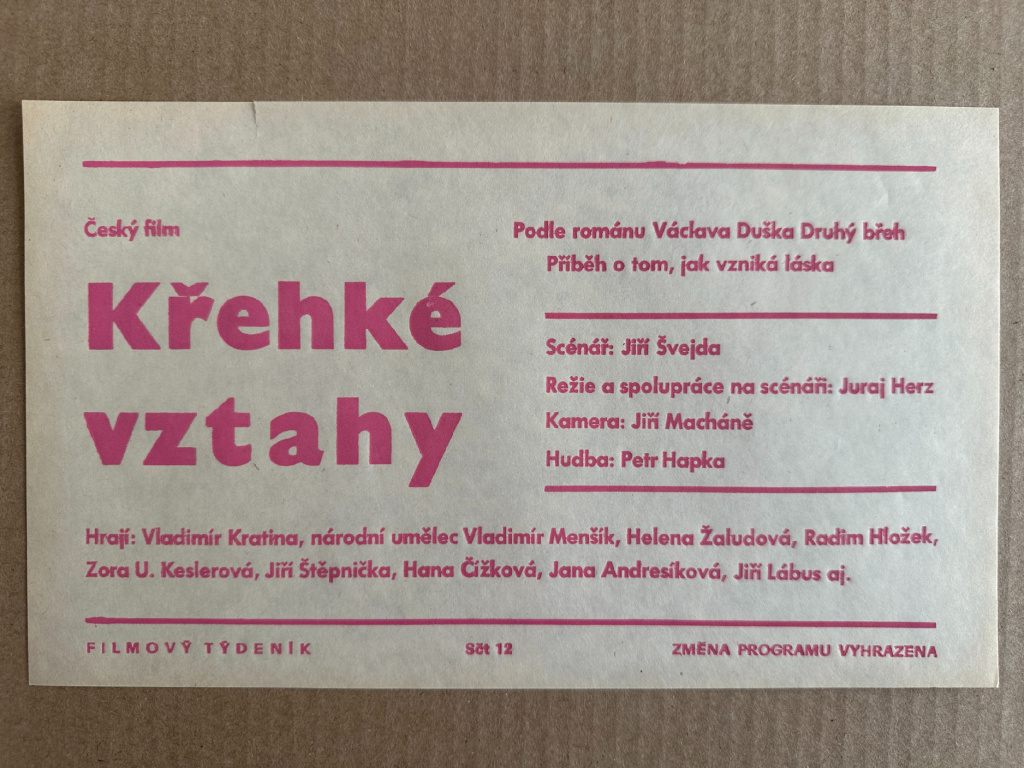 Český film
Křehké
vztahy
Podle románu Václava Duška Druhý břeh
Příběh o tom, jak vzniká láska
Scénář: Jiří Švejda
Režie a spolupráce na scénáři: Juraj Herz
Kamera: Jiří Macháně
Hudba: Petr Hapka
Hrají: Vladimír Kratina, národní umělec Vladimír Menšík, Helena Žaludová, Radim Hložek,
Zora U. Keslerová, Jiří Štěpnička, Hana Čížková, Jana Andresíková, Jiří Lábus aj.
FILMOVÝ TÝDENÍK Sčt 12 ZMĚNA PROGRAMU VYHRAZENA